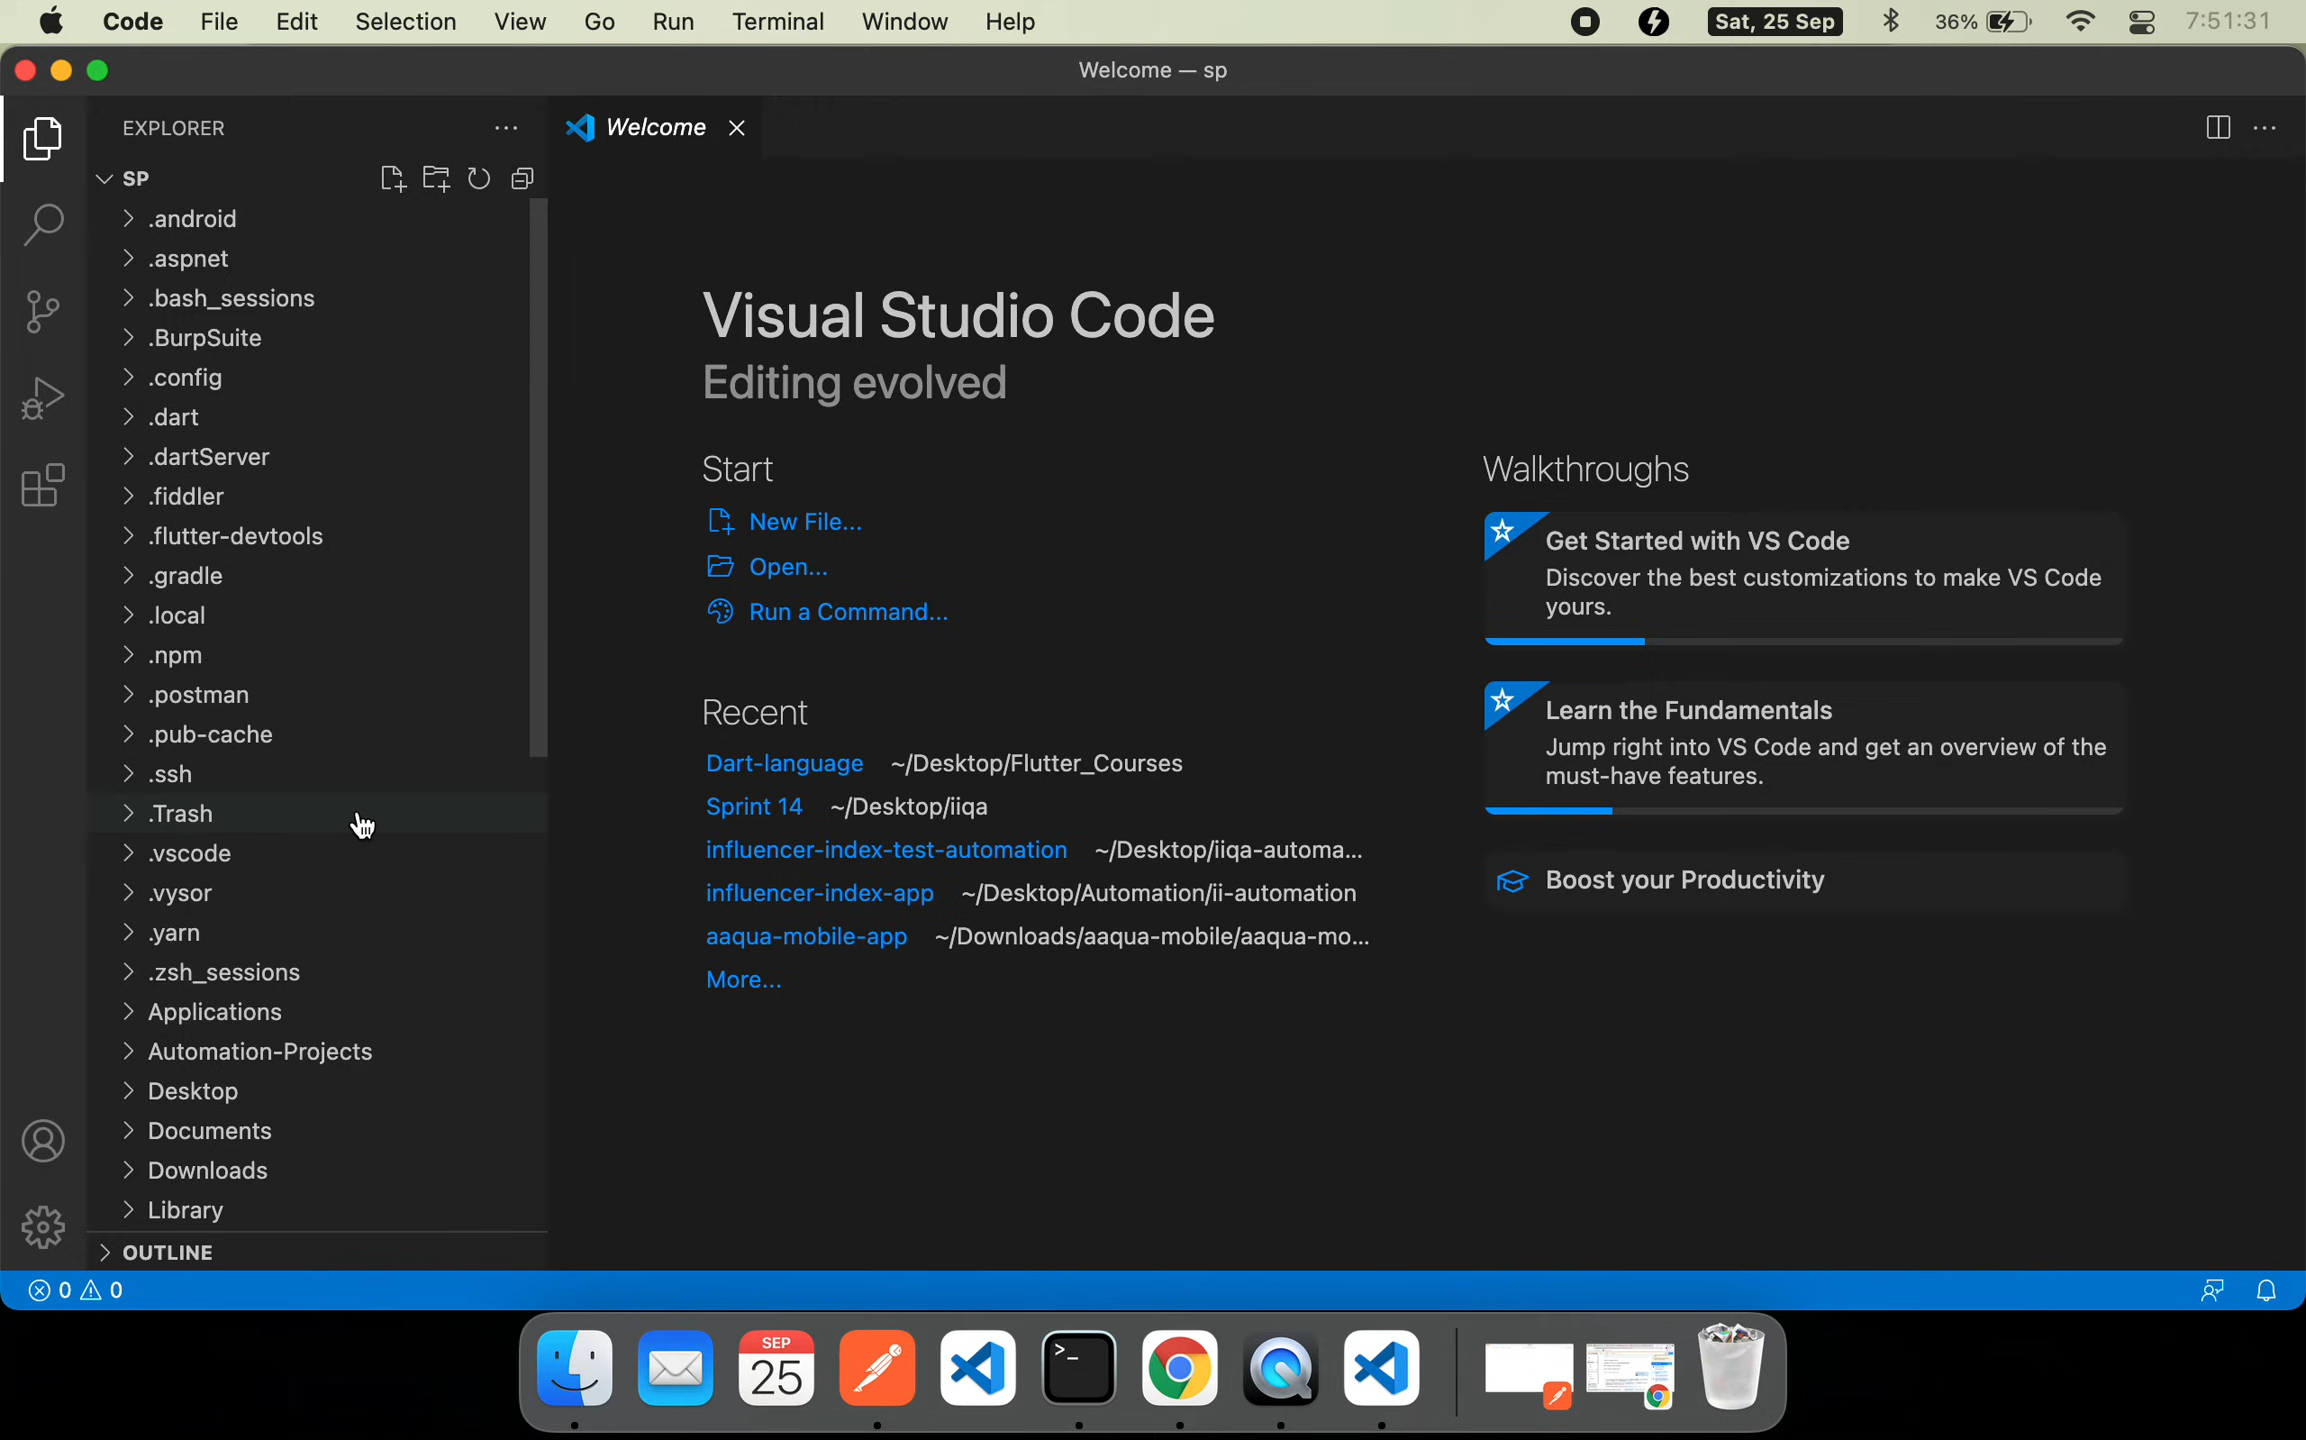 Code File Edit Selection View Go Run Terminal Window Help Sat, 25 Sep 36% 7:51:31
Welcome — sp
EXPLORER
Welcome
SP
.android
.aspnet
.bash_sessions
.BurpSuite
.config
.dart
.dartServer
.fiddler
.flutter-devtools
.gradle
.local
.npm
.postman
.pub-cache
.ssh
.Trash
.vscode
.vysor
.yarn
.zsh_sessions
Applications
Automation-Projects
Desktop
Documents
Downloads
Library
OUTLINE
Visual Studio Code
Editing evolved
Start
New File...
Open...
Run a Command...
Recent
Dart-language ~/Desktop/Flutter_Courses
Sprint 14 ~/Desktop/iiqa
influencer-index-test-automation ~/Desktop/iiqa-automa...
influencer-index-app ~/Desktop/Automation/ii-automation
aaqua-mobile-app ~/Downloads/aaqua-mobile/aaqua-mo...
More...
Walkthroughs
Get Started with VS Code
Discover the best customizations to make VS Code
yours.
Learn the Fundamentals
Jump right into VS Code and get an overview of the
must-have features.
Boost your Productivity
0 0
SEP
25
>_